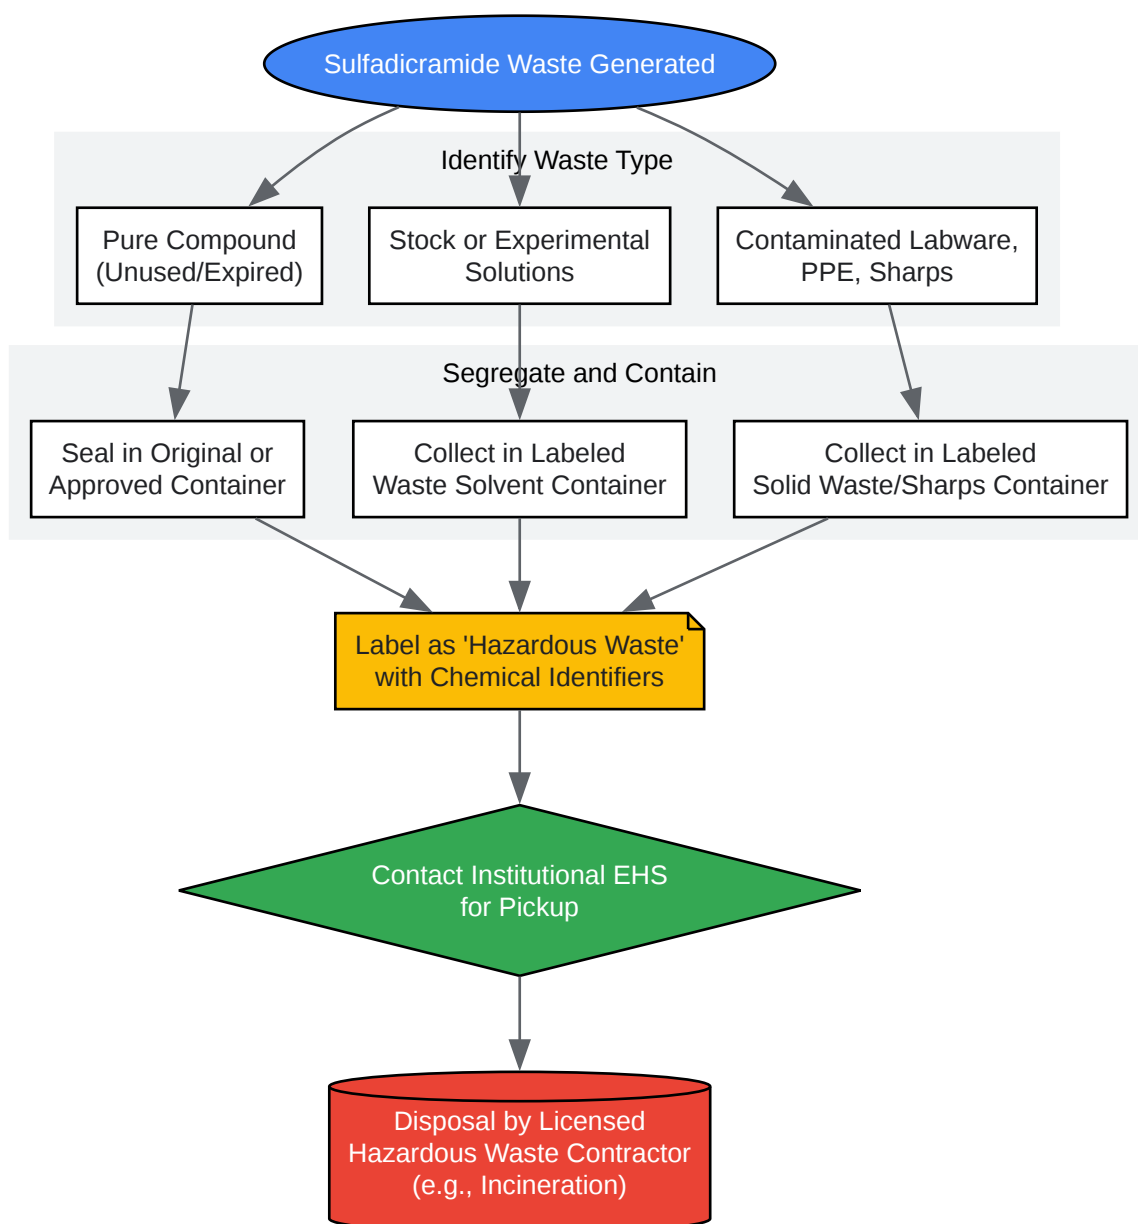 Sulfadicramide Waste Generated
Identify Waste Type
Pure Compound
(Unused/Expired)
Stock or Experimental
Solutions
Contaminated Labware,
PPE, Sharps
Segregate and Contain
Seal in Original or
Approved Container
Collect in Labeled
Waste Solvent Container
Collect in Labeled
Solid Waste/Sharps Container
Label as 'Hazardous Waste'
with Chemical Identifiers
Contact Institutional EHS
for Pickup
Disposal by Licensed
Hazardous Waste Contractor
(e.g., Incineration)